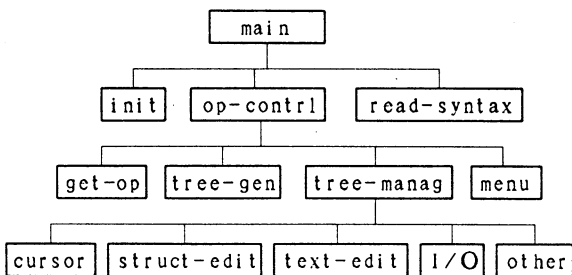 main
init op-contrl read-syntax
get-op tree-gen tree-manag menu
cursor struct-edit text-edit I/O other